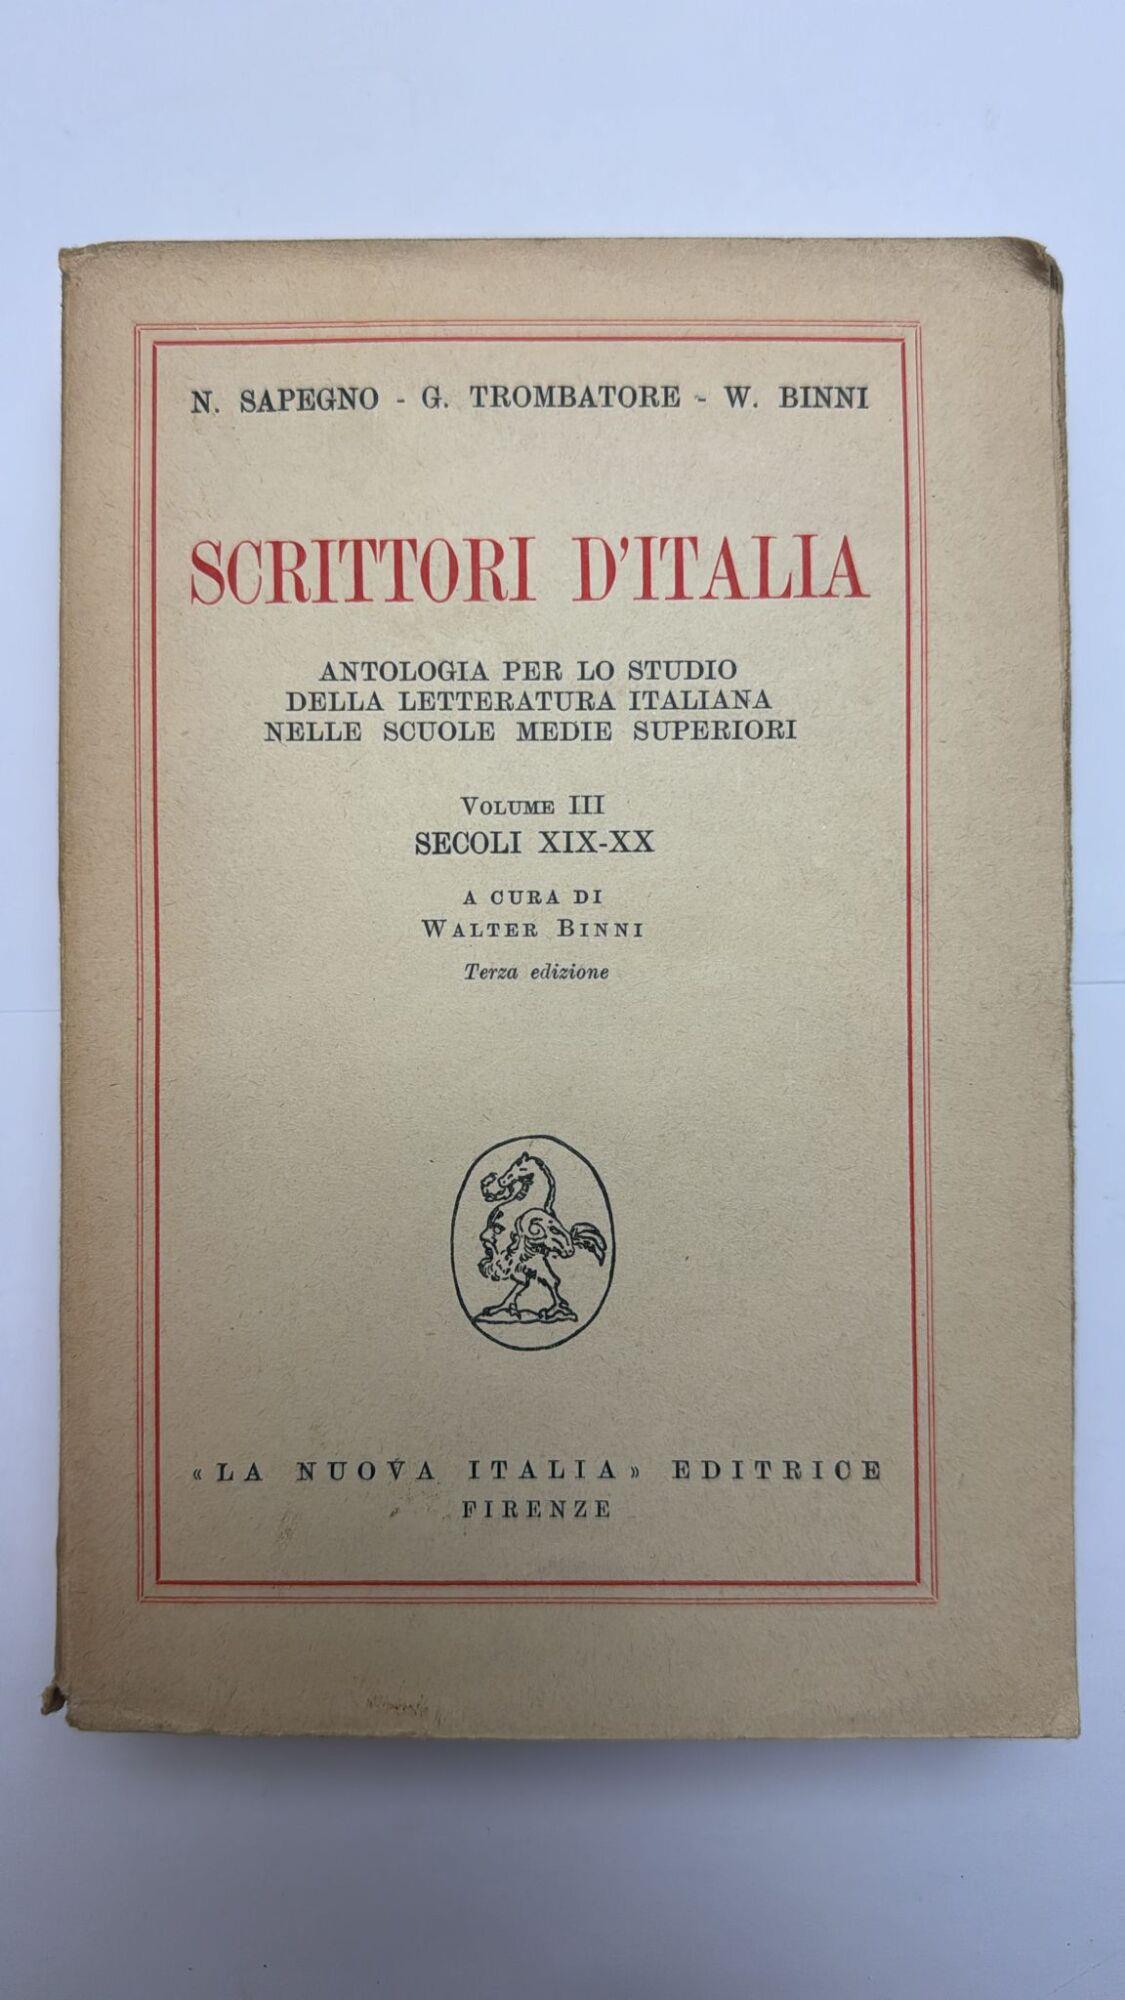 N. SAPEGNO - G. TROMBATORE - W. BINNI
SCRITTORI D'ITALIA
ANTOLOGIA PER LO STUDIO
DELLA LETTERATURA ITALIANA
NELLE SCUOLE MEDIE SUPERIORI
VOLUME III
SECOLI XIX-XX
A CURA DI
WALTER BINNI
Terza edizione
«LA NUOVA ITALIA» EDITRICE
FIRENZE